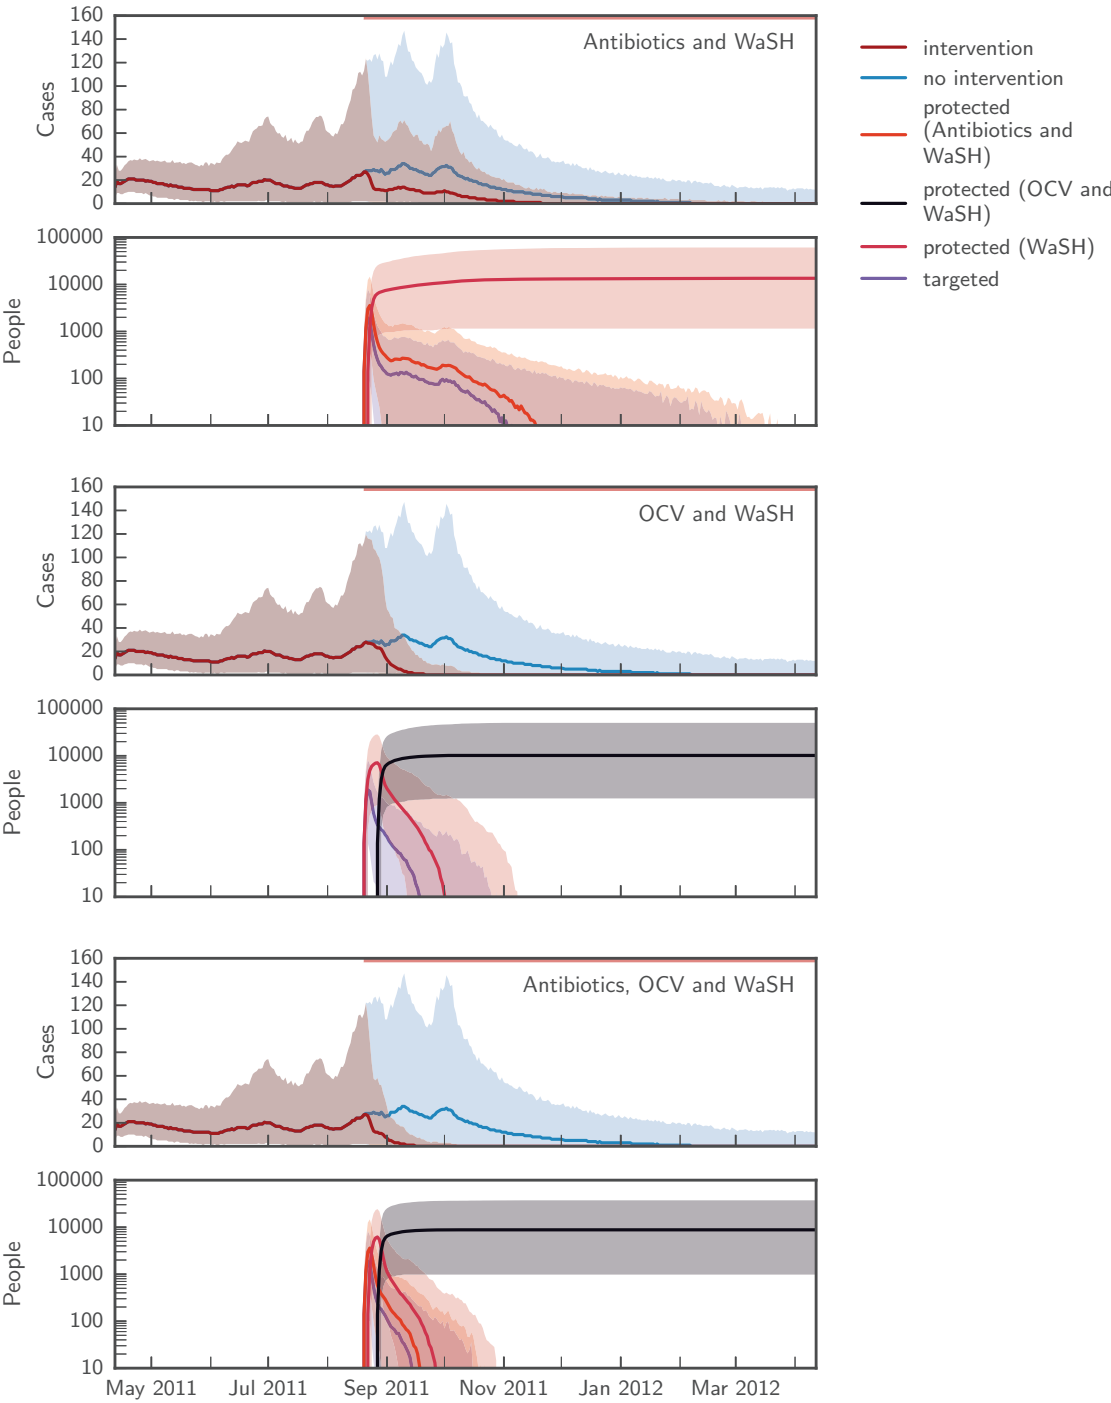 160
140
120
100
80
60
40
20
0
Cases
Antibiotics and WaSH
intervention
no intervention
protected
(Antibiotics and
WaSH)
protected (OCV and
WaSH)
protected (WaSH)
targeted
100000
10000
1000
100
10
People
160
140
120
100
80
60
40
20
0
Cases
OCV and WaSH
100000
10000
1000
100
10
People
160
140
120
100
80
60
40
20
0
Cases
Antibiotics, OCV and WaSH
100000
10000
1000
100
10
People
May 2011 Jul 2011 Sep 2011 Nov 2011 Jan 2012 Mar 2012